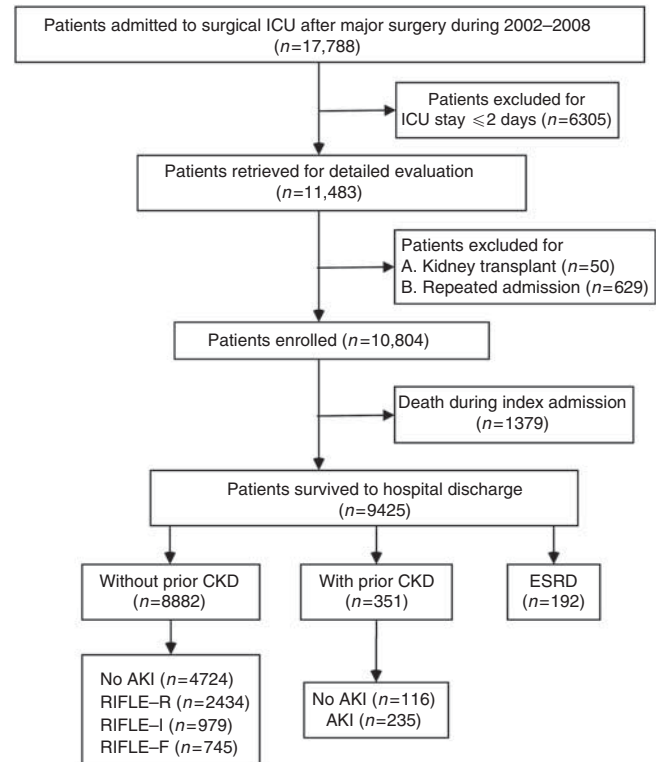 Patients admitted to surgical ICU after major surgery during 2002–2008
(n=17,788)
Patients excluded for
ICU stay ⩽2 days (n=6305)
Patients retrieved for detailed evaluation
(n=11,483)
Patients excluded for
A. Kidney transplant (n=50)
B. Repeated admission (n=629)
Patients enrolled (n=10,804)
Death during index admission
(n=1379)
Patients survived to hospital discharge
(n=9425)
Without prior CKD
(n=8882)
With prior CKD
(n=351)
ESRD
(n=192)
No AKI (n=4724)
RIFLE–R (n=2434)
RIFLE–I (n=979)
RIFLE–F (n=745)
No AKI (n=116)
AKI (n=235)